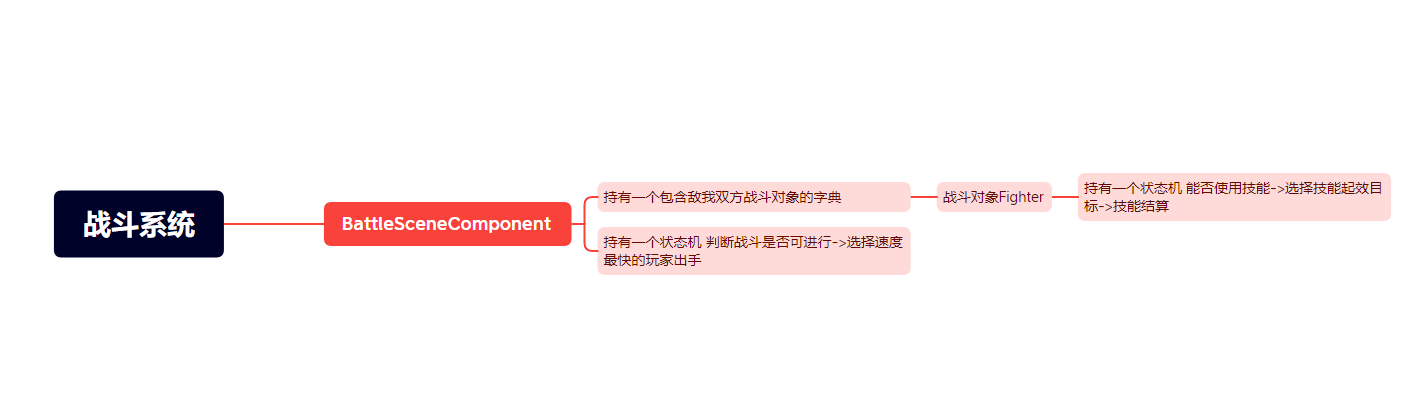 战斗系统
BattleSceneComponent
持有一个包含敌我双方战斗对象的字典
战斗对象Fighter
持有一个状态机 能否使用技能->选择技能起效目
标->技能结算
持有一个状态机 判断战斗是否可进行->选择速度
最快的玩家出手